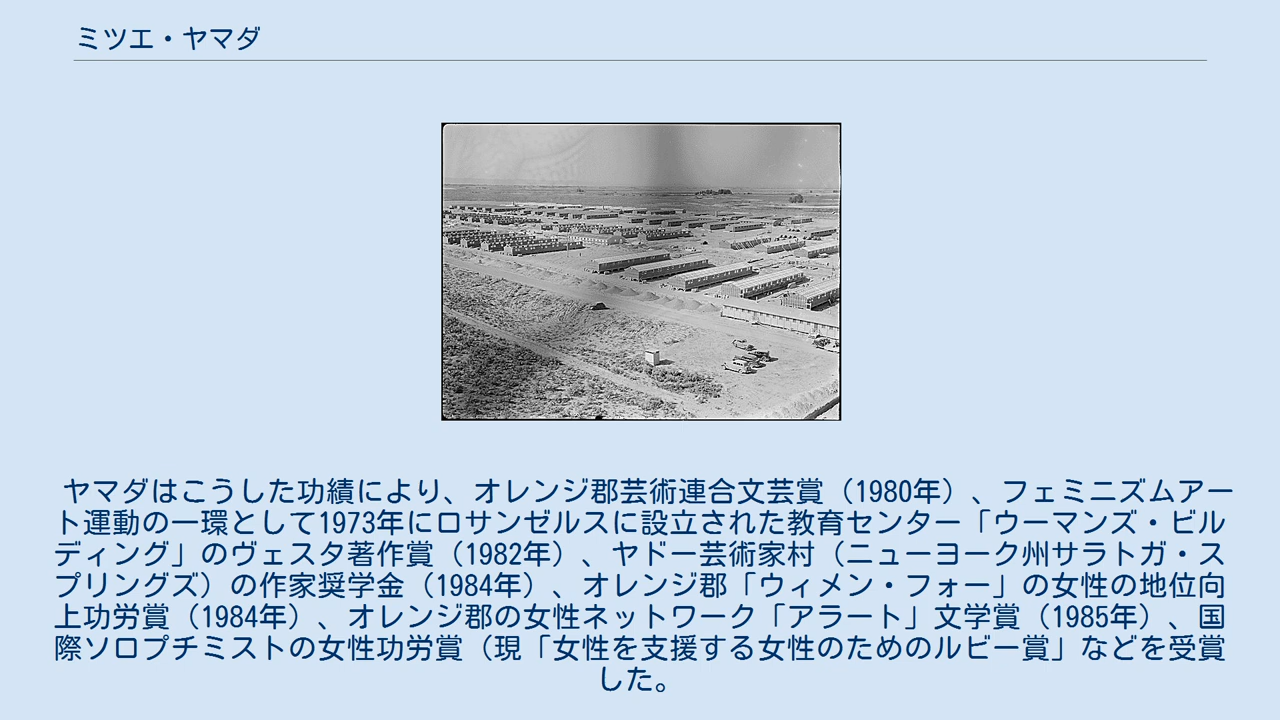 ミツエ・ヤマダ
ヤマダはこうした功績により、オレンジ郡芸術連合文芸賞（1980年）、フェミニズムアー
ト運動の一環として1973年にロサンゼルスに設立された教育センター「ウーマンズ・ビル
ディング」のヴェスタ著作賞（1982年）、ヤドー芸術家村（ニューヨーク州サラトガ・ス
プリングズ）の作家奨学金（1984年）、オレンジ郡「ウィメン・フォー」の女性の地位向
上功労賞（1984年）、オレンジ郡の女性ネットワーク「アラート」文学賞（1985年）、国
際ソロプチミストの女性功労賞（現「女性を支援する女性のためのルビー賞」などを受賞
した。